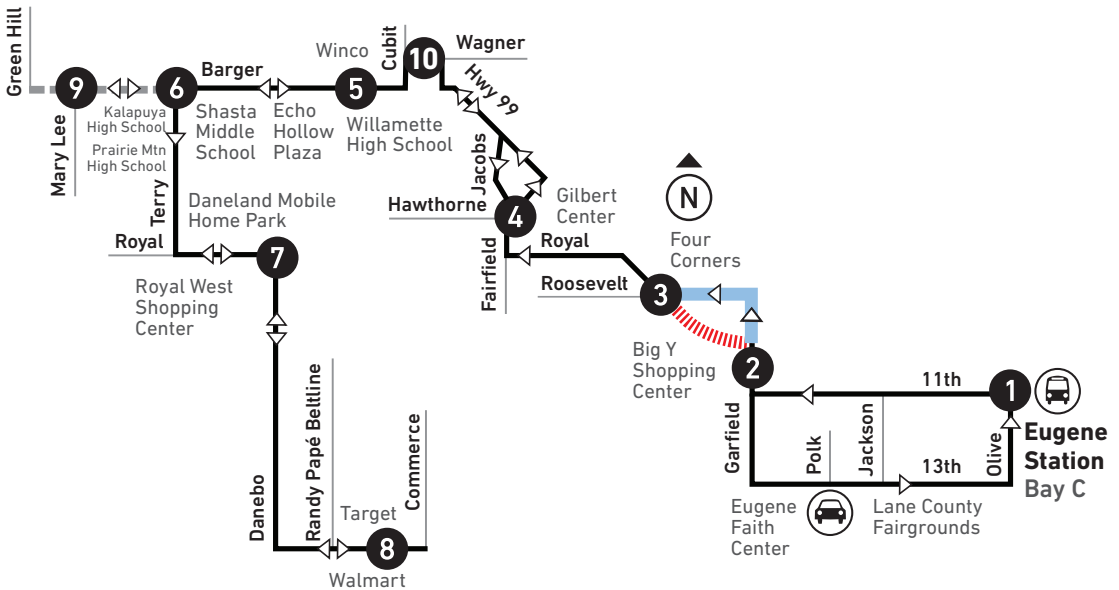 Green Hill
9
Mary Lee
Kalapuya
High School
Prairie Mtn
High School
6
Barger
Shasta
Middle
School
Echo
Hollow
Plaza
Winco
5
Willamette
High School
Cubit
10
Wagner
Hwy 99
Jacobs
Hawthorne
4
Gilbert
Center
Fairfield
Royal
Roosevelt
3
N
Four
Corners
Big Y
Shopping
Center
2
Terry
Daneland Mobile
Home Park
Royal
7
Royal West
Shopping
Center
Danebo
Randy Papé Beltline
Commerce
Target
8
Walmart
Garfield
11th
Polk
Jackson
13th
Olive
1
Eugene
Station
Bay C
Eugene
Faith
Center
Lane County
Fairgrounds